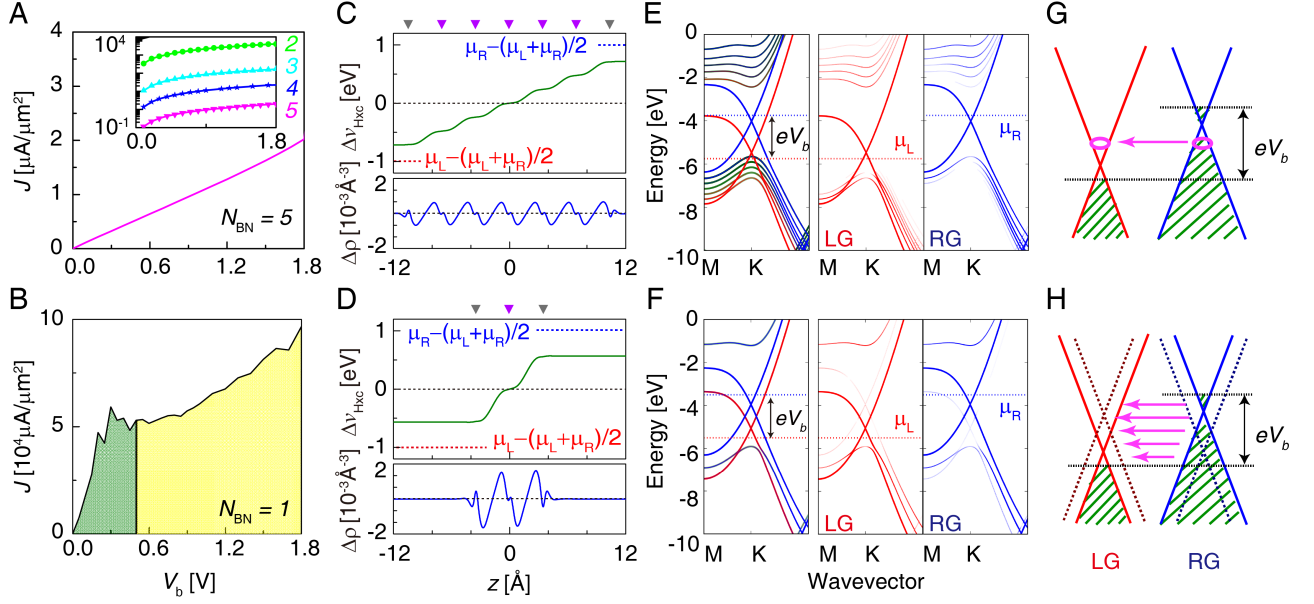 A
J [μA/μm²]
4
3
2
1
0
10⁴
10⁻¹
0.0
1.8
2
3
4
5
N_BN = 5
0.0
0.6
1.2
1.8
B
J [10⁴μA/μm²]
10
5
0
N_BN = 1
0.0
0.6
1.2
1.8
V_b [V]
C
Δν_Hxc [eV]
1
0
-1
μ_R−(μ_L+μ_R)/2
μ_L−(μ_L+μ_R)/2
Δρ [10⁻³Å⁻³]
2
-2
-12
0
12
D
Δν_Hxc [eV]
1
0
-1
μ_R−(μ_L+μ_R)/2
μ_L−(μ_L+μ_R)/2
Δρ [10⁻³Å⁻³]
2
-2
-12
0
12
z [Å]
E
Energy [eV]
0
-2
-4
-6
-8
-10
eV_b
μ_L
μ_R
LG
RG
M K
M K
M K
F
Energy [eV]
0
-2
-4
-6
-8
-10
eV_b
μ_L
μ_R
LG
RG
M K
M K
M K
Wavevector
G
eV_b
H
eV_b
LG
RG